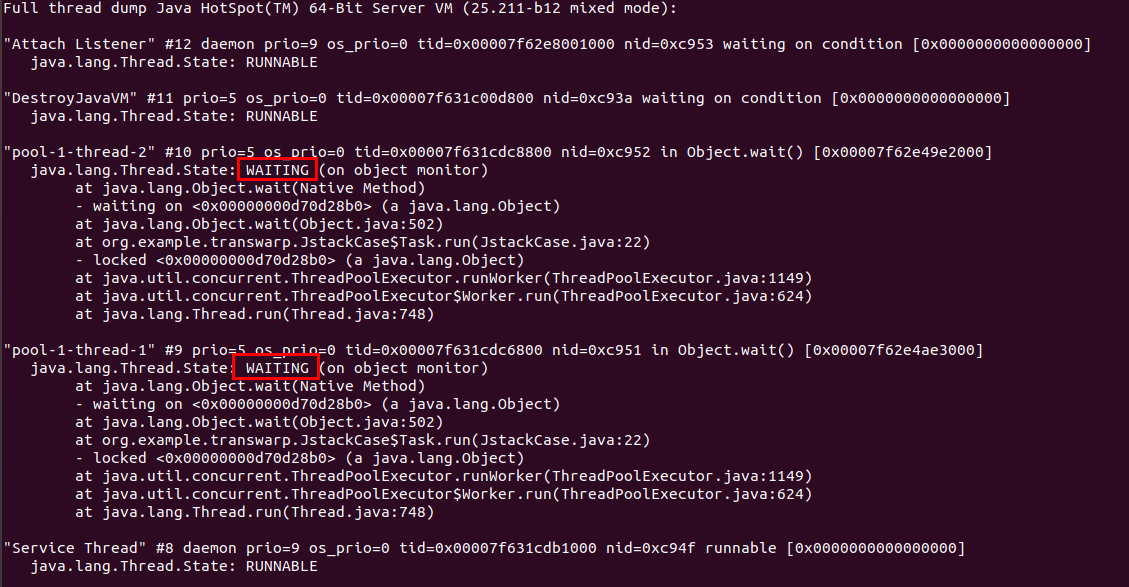 Full thread dump Java HotSpot(TM) 64-Bit Server VM (25.211-b12 mixed mode):
"Attach Listener" #12 daemon prio=9 os_prio=0 tid=0x00007f62e8001000 nid=0xc953 waiting on condition [0x0000000000000000]
java.lang.Thread.State: RUNNABLE
"DestroyJavaVM" #11 prio=5 os_prio=0 tid=0x00007f631c00d800 nid=0xc93a waiting on condition [0x0000000000000000]
java.lang.Thread.State: RUNNABLE
"pool-1-thread-2" #10 prio=5 os_prio=0 tid=0x00007f631cdc8800 nid=0xc952 in Object.wait() [0x00007f62e49e2000]
java.lang.Thread.State: WAITING (on object monitor)
at java.lang.Object.wait(Native Method)
- waiting on <0x00000000d70d28b0> (a java.lang.Object)
at java.lang.Object.wait(Object.java:502)
at org.example.transwarp.JstackCase$Task.run(JstackCase.java:22)
- locked <0x00000000d70d28b0> (a java.lang.Object)
at java.util.concurrent.ThreadPoolExecutor.runWorker(ThreadPoolExecutor.java:1149)
at java.util.concurrent.ThreadPoolExecutor$Worker.run(ThreadPoolExecutor.java:624)
at java.lang.Thread.run(Thread.java:748)
"pool-1-thread-1" #9 prio=5 os_prio=0 tid=0x00007f631cdc6800 nid=0xc951 in Object.wait() [0x00007f62e4ae3000]
java.lang.Thread.State: WAITING (on object monitor)
at java.lang.Object.wait(Native Method)
- waiting on <0x00000000d70d28b0> (a java.lang.Object)
at java.lang.Object.wait(Object.java:502)
at org.example.transwarp.JstackCase$Task.run(JstackCase.java:22)
- locked <0x00000000d70d28b0> (a java.lang.Object)
at java.util.concurrent.ThreadPoolExecutor.runWorker(ThreadPoolExecutor.java:1149)
at java.util.concurrent.ThreadPoolExecutor$Worker.run(ThreadPoolExecutor.java:624)
at java.lang.Thread.run(Thread.java:748)
"Service Thread" #8 daemon prio=9 os_prio=0 tid=0x00007f631cdb1000 nid=0xc94f runnable [0x0000000000000000]
java.lang.Thread.State: RUNNABLE